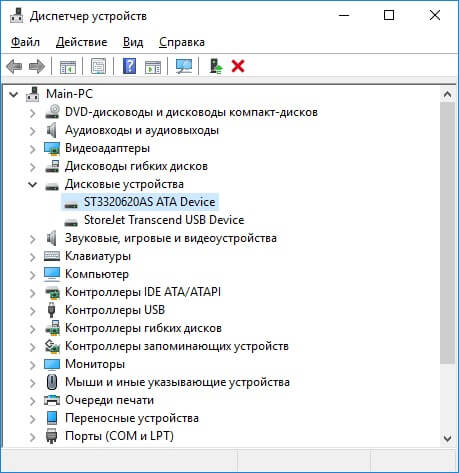 Диспетчер устройств
Файл Действие Вид Справка
Main-PC
DVD-дисководы и дисководы компакт-дисков
Аудиовходы и аудиовыходы
Видеоадаптеры
Дисководы гибких дисков
Дисковые устройства
ST3320620AS ATA Device
StoreJet Transcend USB Device
Звуковые, игровые и видеоустройства
Клавиатуры
Компьютер
Контроллеры IDE ATA/ATAPI
Контроллеры USB
Контроллеры гибких дисков
Контроллеры запоминающих устройств
Мониторы
Мыши и иные указывающие устройства
Очереди печати
Переносные устройства
Порты (COM и LPT)